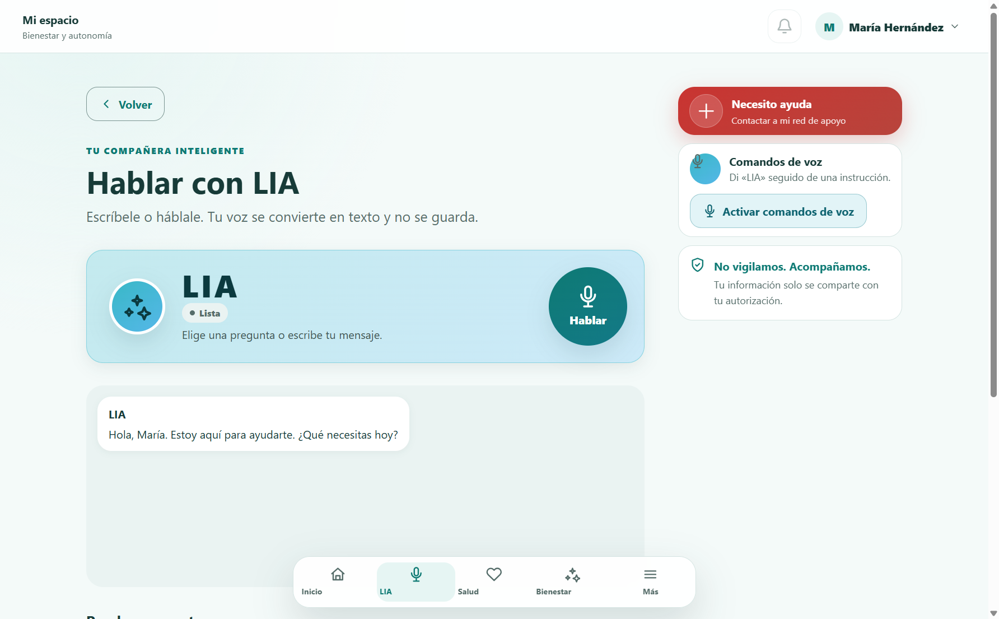 Mi espacio
Bienestar y autonomía
M
María Hernández
Volver
TU COMPAÑERA INTELIGENTE
Hablar con LIA
Escríbele o háblale. Tu voz se convierte en texto y no se guarda.
LIA
Lista
Elige una pregunta o escribe tu mensaje.
Hablar
LIA
Hola, María. Estoy aquí para ayudarte. ¿Qué necesitas hoy?
Necesito ayuda
Contactar a mi red de apoyo
Comandos de voz
Di «LIA» seguido de una instrucción.
Activar comandos de voz
No vigilamos. Acompañamos.
Tu información solo se comparte con
tu autorización.
Inicio
LIA
Salud
Bienestar
Más